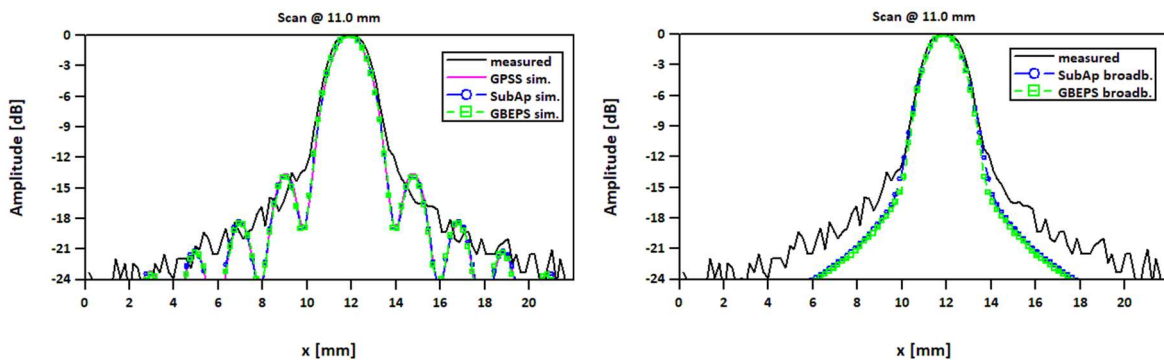 Scan @ 11.0 mm
Amplitude [dB]
0
-3
-6
-9
-12
-15
-18
-21
-24
measured
GPSS sim.
SubAp sim.
GBEPS sim.
0 2 4 6 8 10 12 14 16 18 20
x [mm]
Scan @ 11.0 mm
Amplitude [dB]
0
-3
-6
-9
-12
-15
-18
-21
-24
measured
SubAp broadb.
GBEPS broadb.
0 2 4 6 8 10 12 14 16 18 20
x [mm]